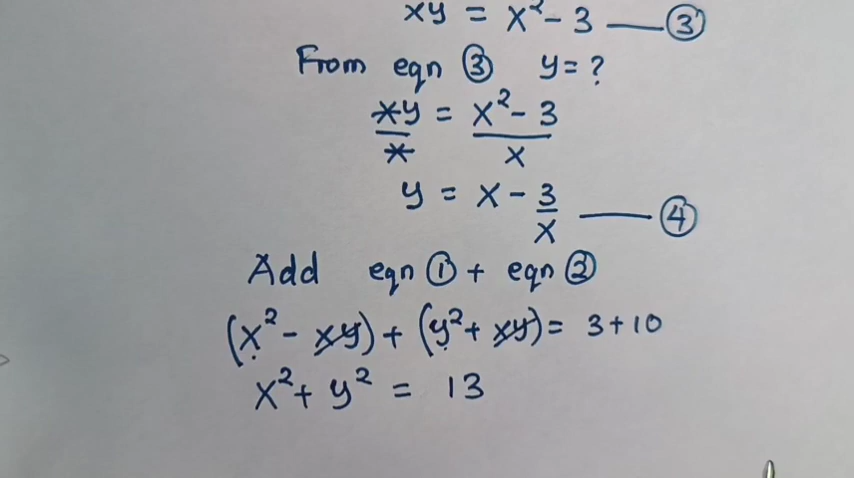 xy = x² - 3 — ③
From eqn ③ y = ?
xy/x = (x² - 3)/x
y = x - 3/x — ④
Add eqn ① + eqn ②
(x² - xy) + (y² + xy) = 3 + 10
x² + y² = 13